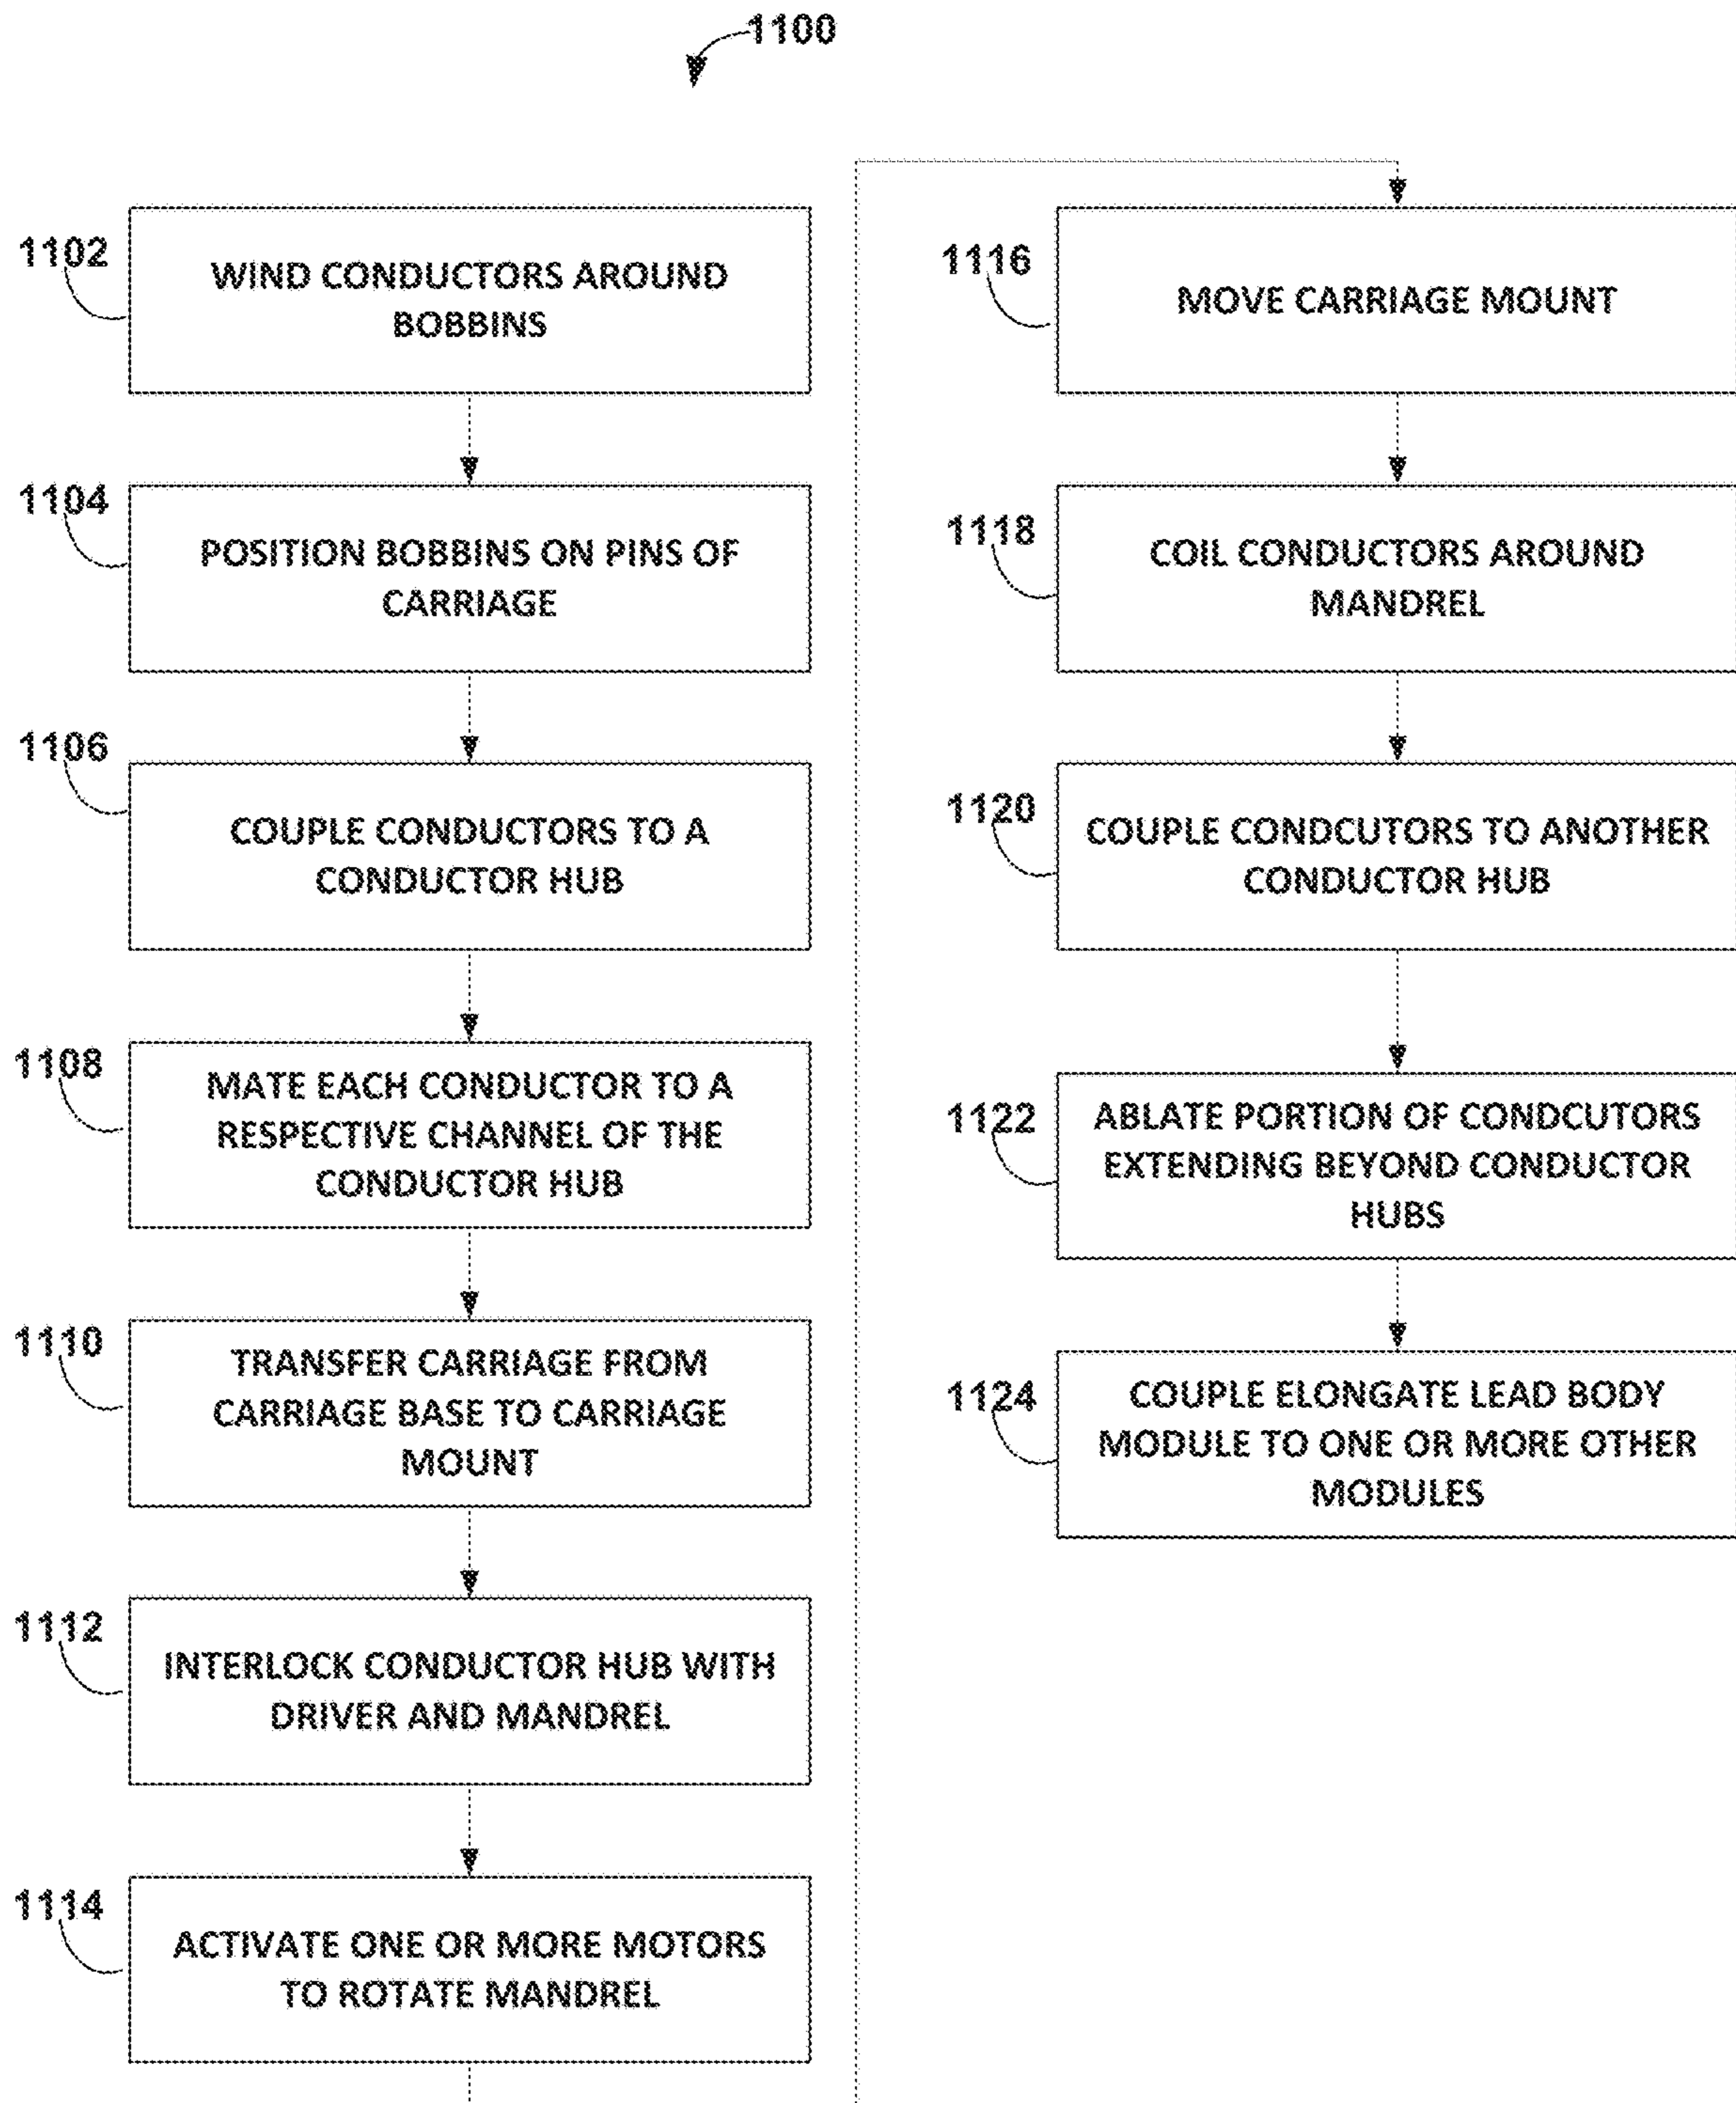 1100
1102
WIND CONDUCTORS AROUND
BOBBINS
1104
POSITION BOBBINS ON PINS OF
CARRIAGE
1106
COUPLE CONDUCTORS TO A
CONDUCTOR HUB
1108
MATE EACH CONDUCTOR TO A
RESPECTIVE CHANNEL OF THE
CONDUCTOR HUB
1110
TRANSFER CARRIAGE FROM
CARRIAGE BASE TO CARRIAGE
MOUNT
1112
INTERLOCK CONDUCTOR HUB WITH
DRIVER AND MANDREL
1114
ACTIVATE ONE OR MORE MOTORS
TO ROTATE MANDREL
1116
MOVE CARRIAGE MOUNT
1118
COIL CONDUCTORS AROUND
MANDREL
1120
COUPLE CONDCUTORS TO ANOTHER
CONDUCTOR HUB
1122
ABLATE PORTION OF CONDCUTORS
EXTENDING BEYOND CONDUCTOR
HUBS
1124
COUPLE ELONGATE LEAD BODY
MODULE TO ONE OR MORE OTHER
MODULES